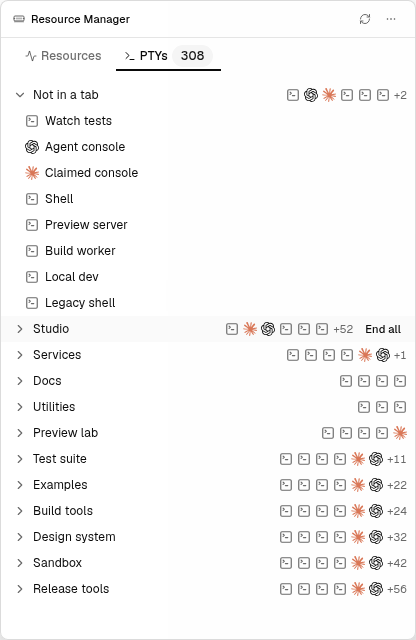 Resource Manager
Resources PTYs 308
Not in a tab +2
Watch tests
Agent console
Claimed console
Shell
Preview server
Build worker
Local dev
Legacy shell
Studio +52 End all
Services +1
Docs
Utilities
Preview lab
Test suite +11
Examples +22
Build tools +24
Design system +32
Sandbox +42
Release tools +56